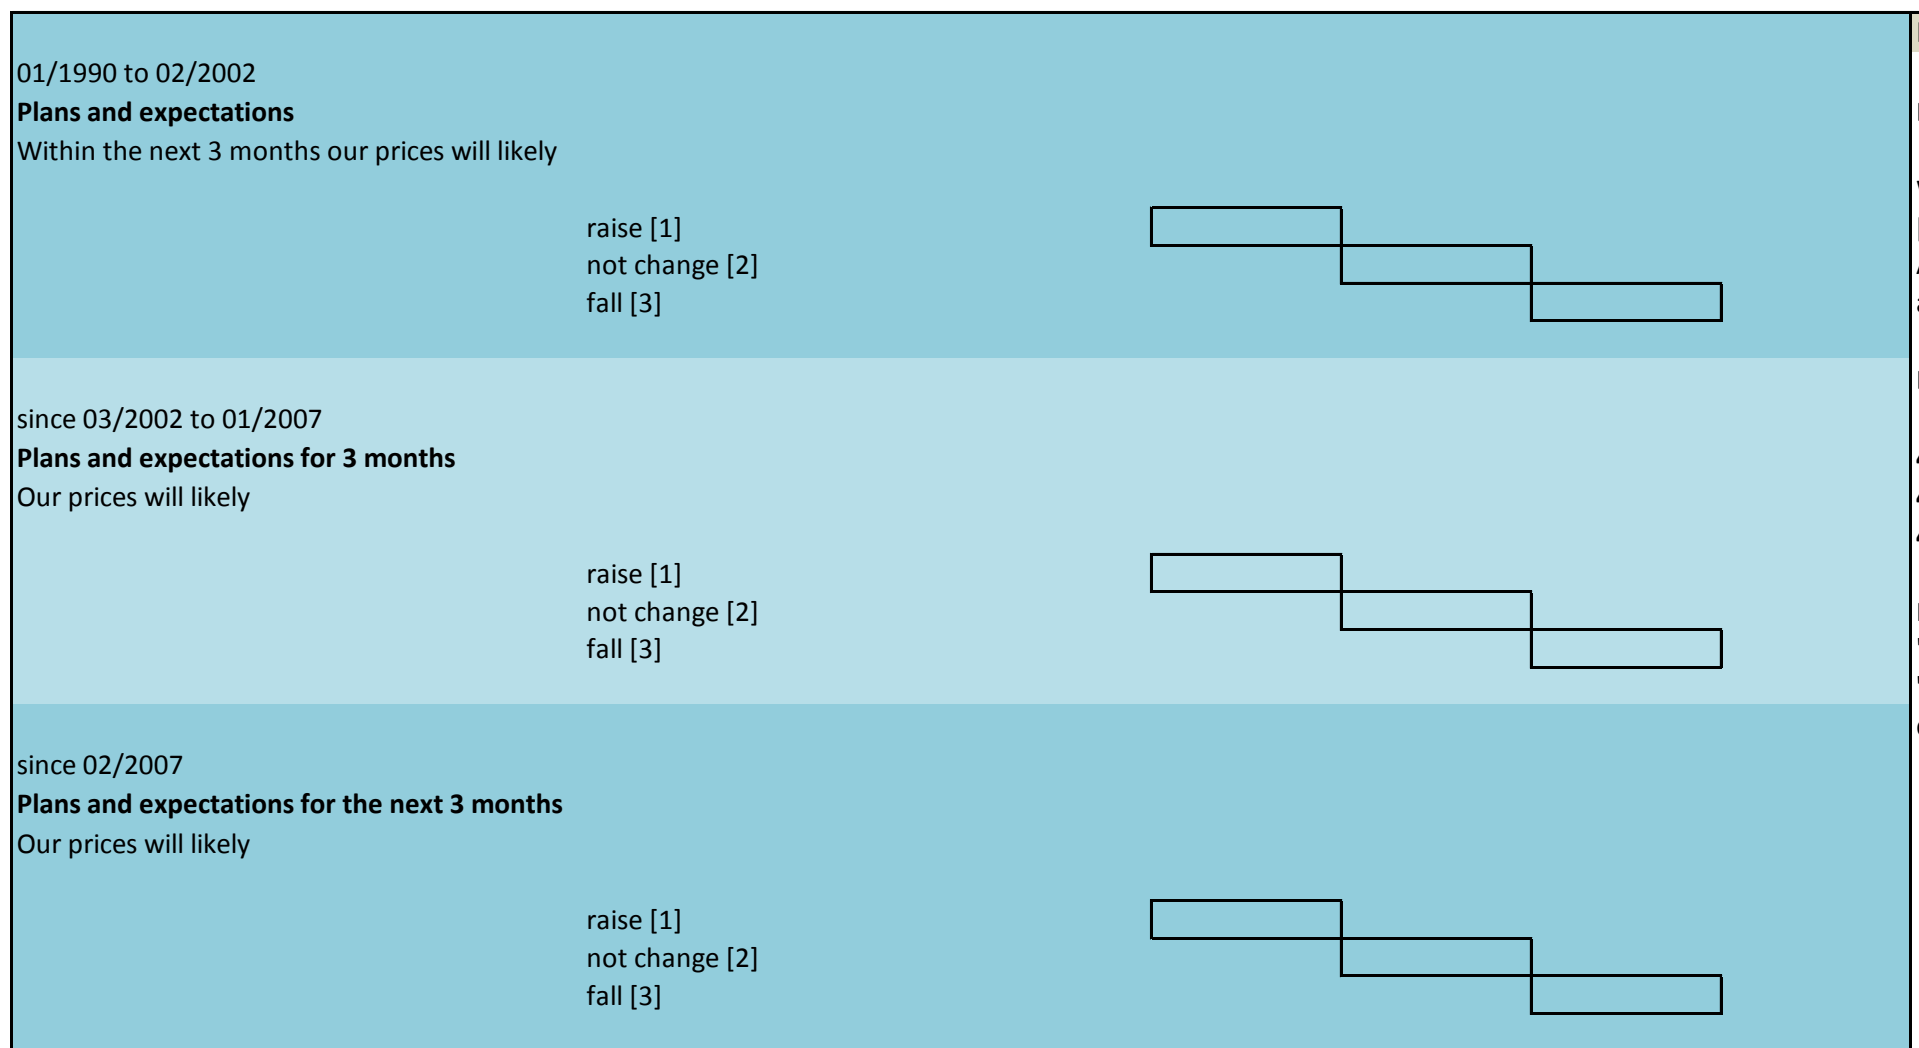 01/1990 to 02/2002
Plans and expectations
Within the next 3 months our prices will likely
raise [1]
not change [2]
fall [3]
since 03/2002 to 01/2007
Plans and expectations for 3 months
Our prices will likely
raise [1]
not change [2]
fall [3]
since 02/2007
Plans and expectations for the next 3 months
Our prices will likely
raise [1]
not change [2]
fall [3]